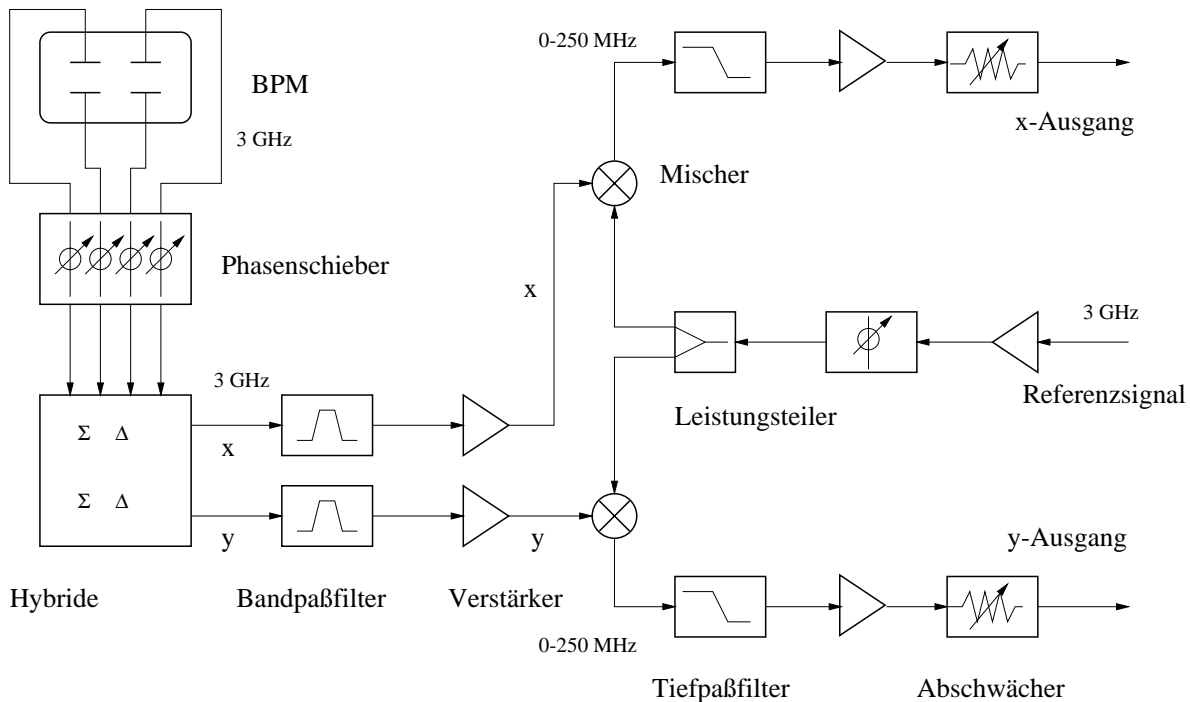 0-250 MHz
BPM
x-Ausgang
3 GHz
Mischer
Phasenschieber
x
3 GHz
3 GHz
Referenzsignal
Leistungsteiler
Σ Δ
x
Σ Δ
y
y
y-Ausgang
Hybride
Bandpaßfilter
Verstärker
0-250 MHz
Tiefpaßfilter
Abschwächer